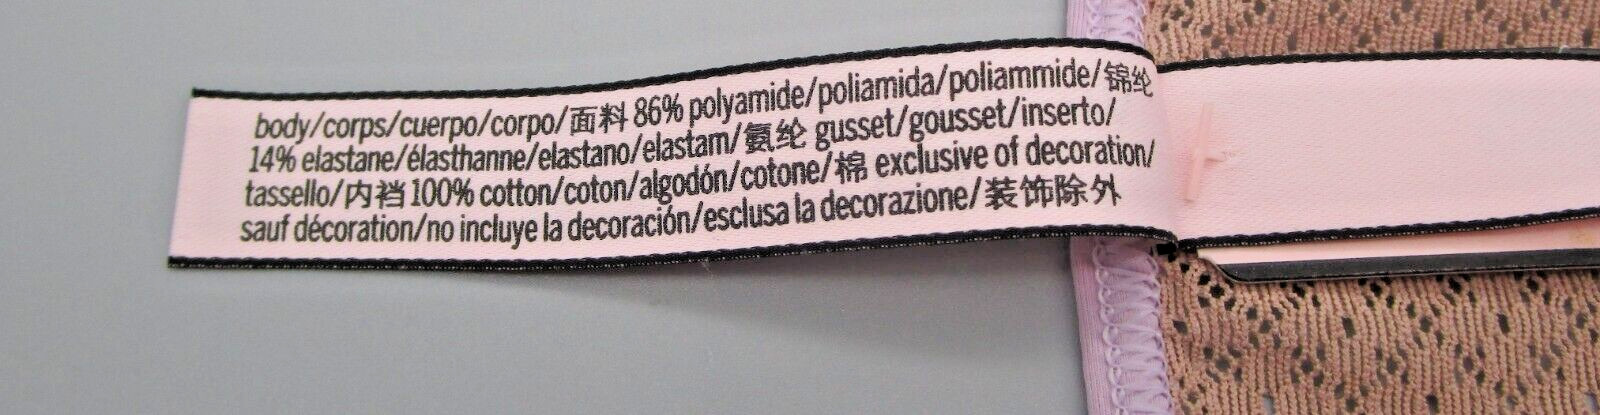 body/corps/cuerpo/corpo/面料 86% polyamide/poliamida/poliammide/锦纶
14% elastane/élasthanne/elastano/elastam/氨纶 gusset/gousset/inserto/
tassello/内裆 100% cotton/coton/algodón/cotone/棉 exclusive of decoration/
sauf décoration/no incluye la decoración/esclusa la decorazione/装饰除外